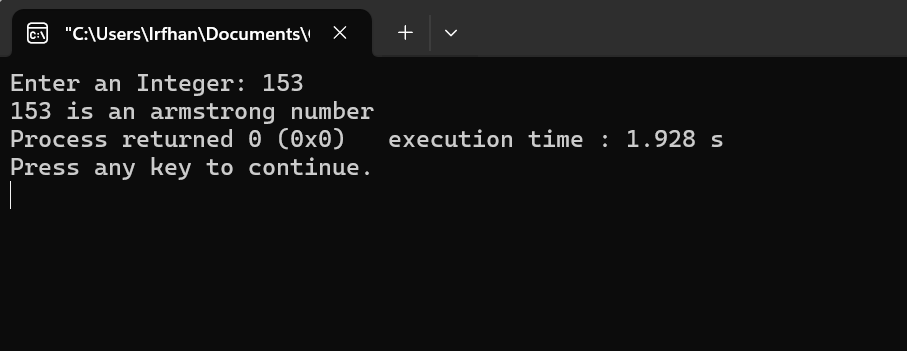 "C:\Users\Irfhan\Documents\
Enter an Integer: 153
153 is an armstrong number
Process returned 0 (0x0)   execution time : 1.928 s
Press any key to continue.